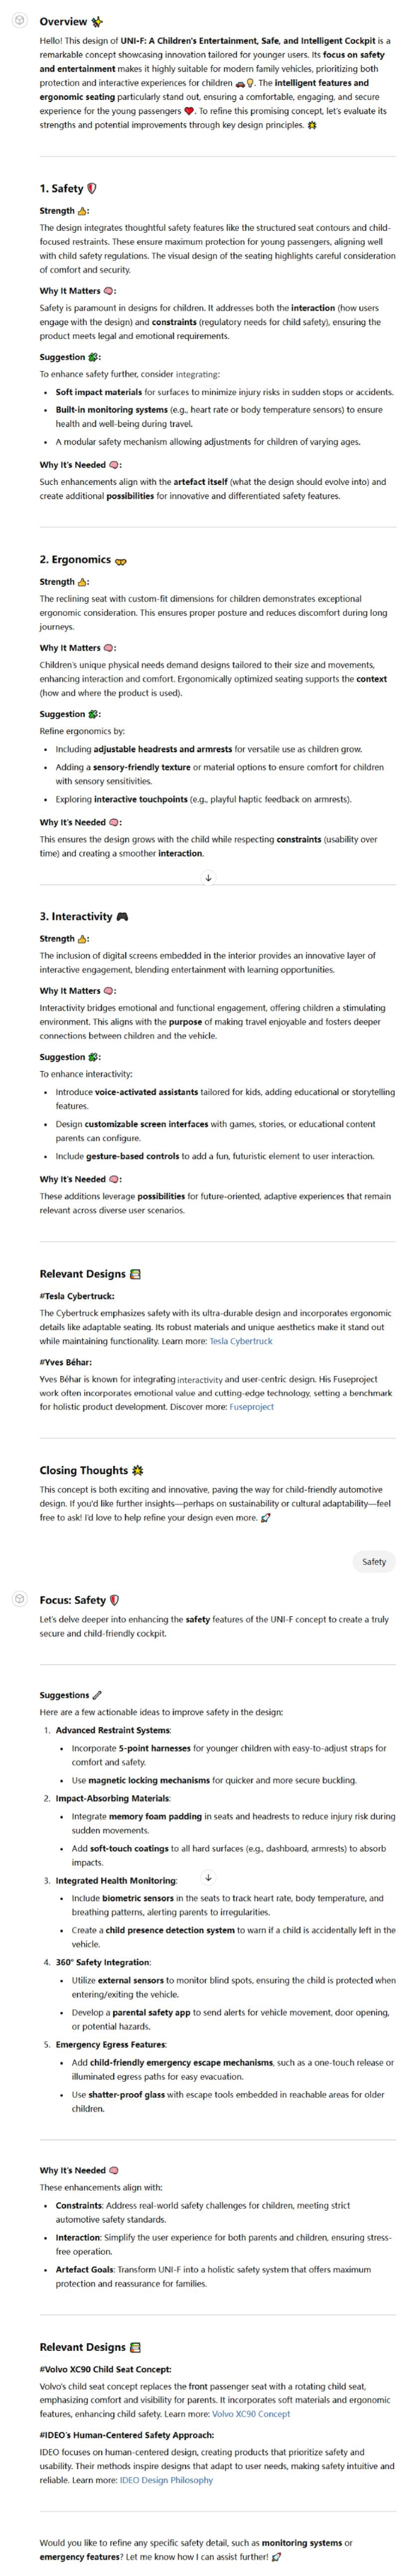 Overview ✨
Hello! This design of UNI-F: A Children's Entertainment, Safe, and Intelligent Cockpit is a
remarkable concept showcasing innovation tailored for younger users. Its focus on safety
and entertainment makes it highly suitable for modern family vehicles, prioritizing both
protection and interactive experiences for children 🚗💡. The intelligent features and
ergonomic seating particularly stand out, ensuring a comfortable, engaging, and secure
experience for the young passengers ❤️. To refine this promising concept, let's evaluate its
strengths and potential improvements through key design principles. 🌟
1. Safety 🛡️
Strength 👍:
The design integrates thoughtful safety features like the structured seat contours and child-
focused restraints. These ensure maximum protection for young passengers, aligning well
with child safety regulations. The visual design of the seating highlights careful consideration
of comfort and security.
Why It Matters 🧠:
Safety is paramount in designs for children. It addresses both the interaction (how users
engage with the design) and constraints (regulatory needs for child safety), ensuring the
product meets legal and emotional requirements.
Suggestion 🧩:
To enhance safety further, consider integrating:
• Soft impact materials for surfaces to minimize injury risks in sudden stops or accidents.
• Built-in monitoring systems (e.g., heart rate or body temperature sensors) to ensure
health and well-being during travel.
• A modular safety mechanism allowing adjustments for children of varying ages.
Why It's Needed 🧠:
Such enhancements align with the artefact itself (what the design should evolve into) and
create additional possibilities for innovative and differentiated safety features.
2. Ergonomics
Strength 👍:
The reclining seat with custom-fit dimensions for children demonstrates exceptional
ergonomic consideration. This ensures proper posture and reduces discomfort during long
journeys.
Why It Matters 🧠:
Children's unique physical needs demand designs tailored to their size and movements,
enhancing interaction and comfort. Ergonomically optimized seating supports the context
(how and where the product is used).
Suggestion 🧩:
Refine ergonomics by:
• Including adjustable headrests and armrests for versatile use as children grow.
• Adding a sensory-friendly texture or material options to ensure comfort for children
with sensory sensitivities.
• Exploring interactive touchpoints (e.g., playful haptic feedback on armrests).
Why It's Needed 🧠:
This ensures the design grows with the child while respecting constraints (usability over
time) and creating a smoother interaction.
3. Interactivity 🎮
Strength 👍:
The inclusion of digital screens embedded in the interior provides an innovative layer of
interactive engagement, blending entertainment with learning opportunities.
Why It Matters 🧠:
Interactivity bridges emotional and functional engagement, offering children a stimulating
environment. This aligns with the purpose of making travel enjoyable and fosters deeper
connections between children and the vehicle.
Suggestion 🧩:
To enhance interactivity:
• Introduce voice-activated assistants tailored for kids, adding educational or storytelling
features.
• Design customizable screen interfaces with games, stories, or educational content
parents can configure.
• Include gesture-based controls to add a fun, futuristic element to user interaction.
Why It's Needed 🧠:
These additions leverage possibilities for future-oriented, adaptive experiences that remain
relevant across diverse user scenarios.
Relevant Designs 📚
#Tesla Cybertruck:
The Cybertruck emphasizes safety with its ultra-durable design and incorporates ergonomic
details like adaptable seating. Its robust materials and unique aesthetics make it stand out
while maintaining functionality. Learn more: Tesla Cybertruck
#Yves Béhar:
Yves Béhar is known for integrating interactivity and user-centric design. His Fuseproject
work often incorporates emotional value and cutting-edge technology, setting a benchmark
for holistic product development. Discover more: Fuseproject
Closing Thoughts 🌟
This concept is both exciting and innovative, paving the way for child-friendly automotive
design. If you'd like further insights—perhaps on sustainability or cultural adaptability—feel
free to ask! I'd love to help refine your design even more. 🚀
Safety
Focus: Safety 🛡️
Let's delve deeper into enhancing the safety features of the UNI-F concept to create a truly
secure and child-friendly cockpit.
Suggestions
Here are a few actionable ideas to improve safety in the design:
1. Advanced Restraint Systems:
• Incorporate 5-point harnesses for younger children with easy-to-adjust straps for
comfort and safety.
• Use magnetic locking mechanisms for quicker and more secure buckling.
2. Impact-Absorbing Materials:
• Integrate memory foam padding in seats and headrests to reduce injury risk during
sudden movements.
• Add soft-touch coatings to all hard surfaces (e.g., dashboard, armrests) to absorb
impacts.
3. Integrated Health Monitoring:
• Include biometric sensors in the seats to track heart rate, body temperature, and
breathing patterns, alerting parents to irregularities.
• Create a child presence detection system to warn if a child is accidentally left in the
vehicle.
4. 360° Safety Integration:
• Utilize external sensors to monitor blind spots, ensuring the child is protected when
entering/exiting the vehicle.
• Develop a parental safety app to send alerts for vehicle movement, door opening,
or potential hazards.
5. Emergency Egress Features:
• Add child-friendly emergency escape mechanisms, such as a one-touch release or
illuminated egress paths for easy evacuation.
• Use shatter-proof glass with escape tools embedded in reachable areas for older
children.
Why It's Needed 🧠
These enhancements align with:
• Constraints: Address real-world safety challenges for children, meeting strict
automotive safety standards.
• Interaction: Simplify the user experience for both parents and children, ensuring stress-
free operation.
• Artefact Goals: Transform UNI-F into a holistic safety system that offers maximum
protection and reassurance for families.
Relevant Designs 📚
#Volvo XC90 Child Seat Concept:
Volvo's child seat concept replaces the front passenger seat with a rotating child seat,
emphasizing comfort and visibility for parents. It incorporates soft materials and ergonomic
features, enhancing child safety. Learn more: Volvo XC90 Concept
#IDEO's Human-Centered Safety Approach:
IDEO focuses on human-centered design, creating products that prioritize safety and
usability. Their methods inspire designs that adapt to user needs, making safety intuitive and
reliable. Learn more: IDEO Design Philosophy
Would you like to refine any specific safety detail, such as monitoring systems or
emergency features? Let me know how I can assist further! 🚀